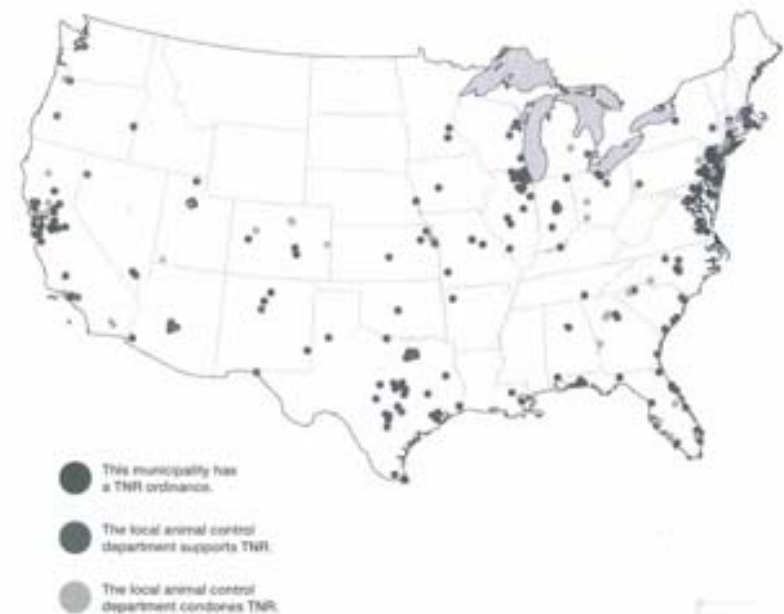 This municipality has
a TNR ordinance.
The local animal control
department supports TNR.
The local animal control
department condones TNR.